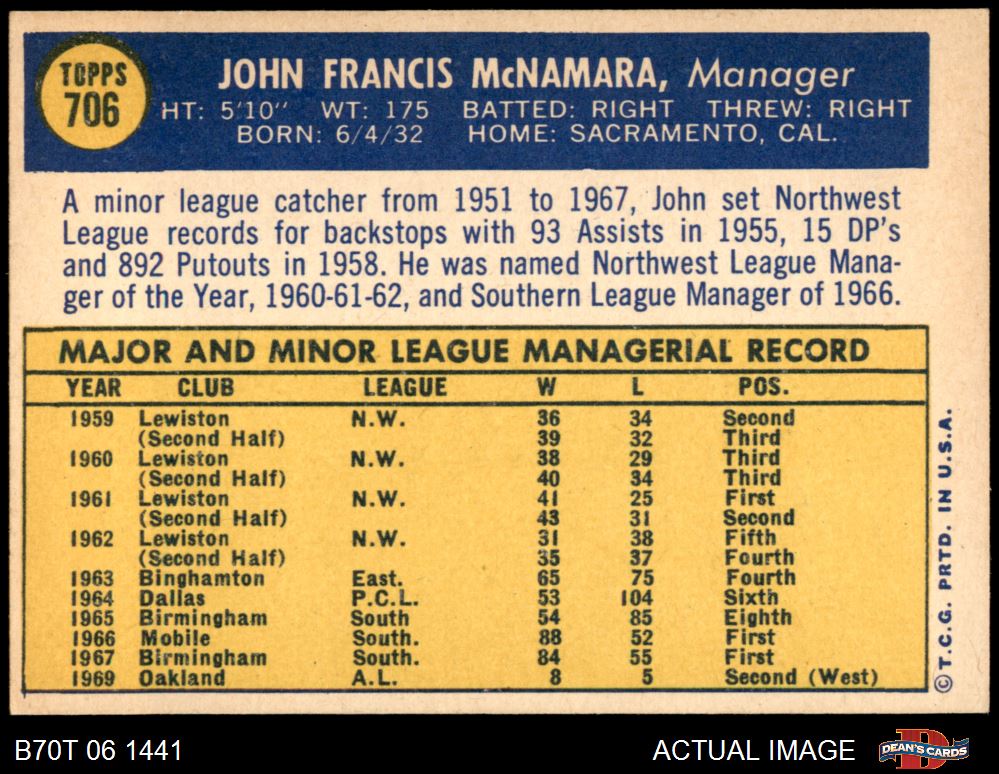 TOPPS
706
JOHN FRANCIS McNAMARA, Manager
HT: 5'10" WT: 175 BATTED: RIGHT THREW: RIGHT
BORN: 6/4/32 HOME: SACRAMENTO, CAL.
A minor league catcher from 1951 to 1967, John set Northwest
League records for backstops with 93 Assists in 1955, 15 DP's
and 892 Putouts in 1958. He was named Northwest League Mana-
ger of the Year, 1960-61-62, and Southern League Manager of 1966.
MAJOR AND MINOR LEAGUE MANAGERIAL RECORD
YEAR CLUB LEAGUE W L POS.
1959 Lewiston N.W. 36 34 Second
(Second Half) 39 32 Third
1960 Lewiston N.W. 38 29 Third
(Second Half) 40 34 Third
1961 Lewiston N.W. 41 25 First
(Second Half) 43 31 Second
1962 Lewiston N.W. 31 38 Fifth
(Second Half) 35 37 Fourth
1963 Binghamton East. 65 75 Fourth
1964 Dallas P.C.L. 53 104 Sixth
1965 Birmingham South 54 85 Eighth
1966 Mobile South. 88 52 First
1967 Birmingham South. 84 55 First
1969 Oakland A.L. 8 5 Second (West)
©T.C.G. PRTD. IN U.S.A.
B70T 06 1441
ACTUAL IMAGE
DEAN'S CARDS